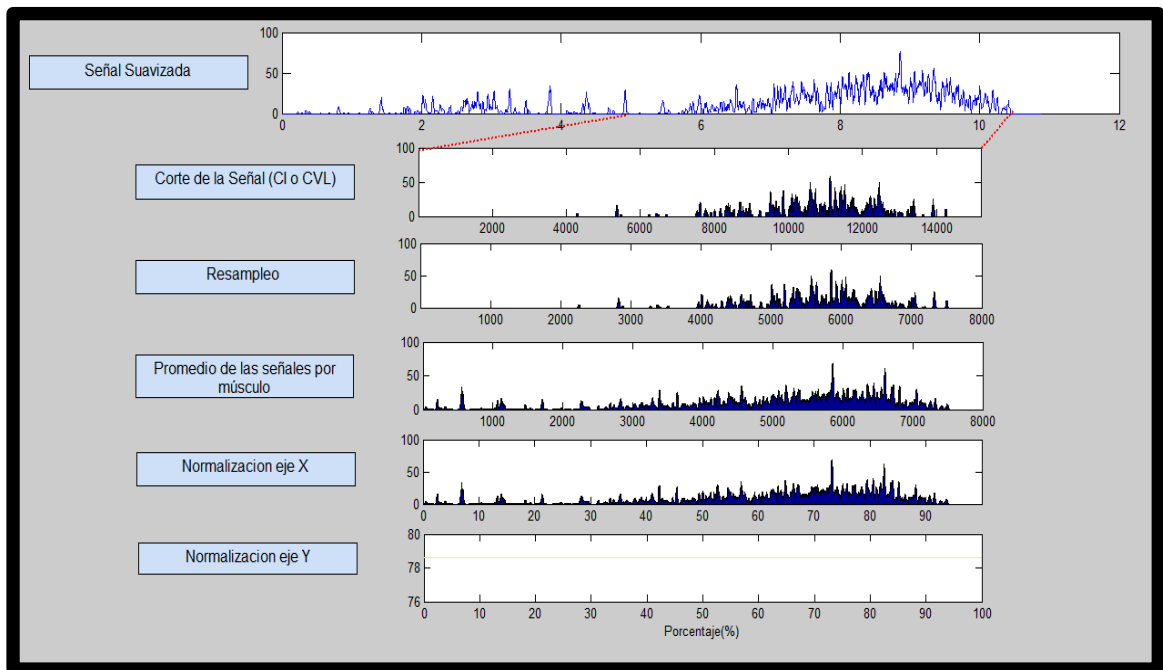 Señal Suavizada
100
50
0
0 2 4 6 8 10 12
Corte de la Señal (CI o CVL)
100
50
0
2000 4000 6000 8000 10000 12000 14000
Resampleo
100
50
0
1000 2000 3000 4000 5000 6000 7000 8000
Promedio de las señales por
músculo
100
50
0
1000 2000 3000 4000 5000 6000 7000 8000
Normalizacion eje X
100
50
0
0 10 20 30 40 50 60 70 80 90
Normalizacion eje Y
80
78
76
0 10 20 30 40 50 60 70 80 90 100
Porcentaje(%)